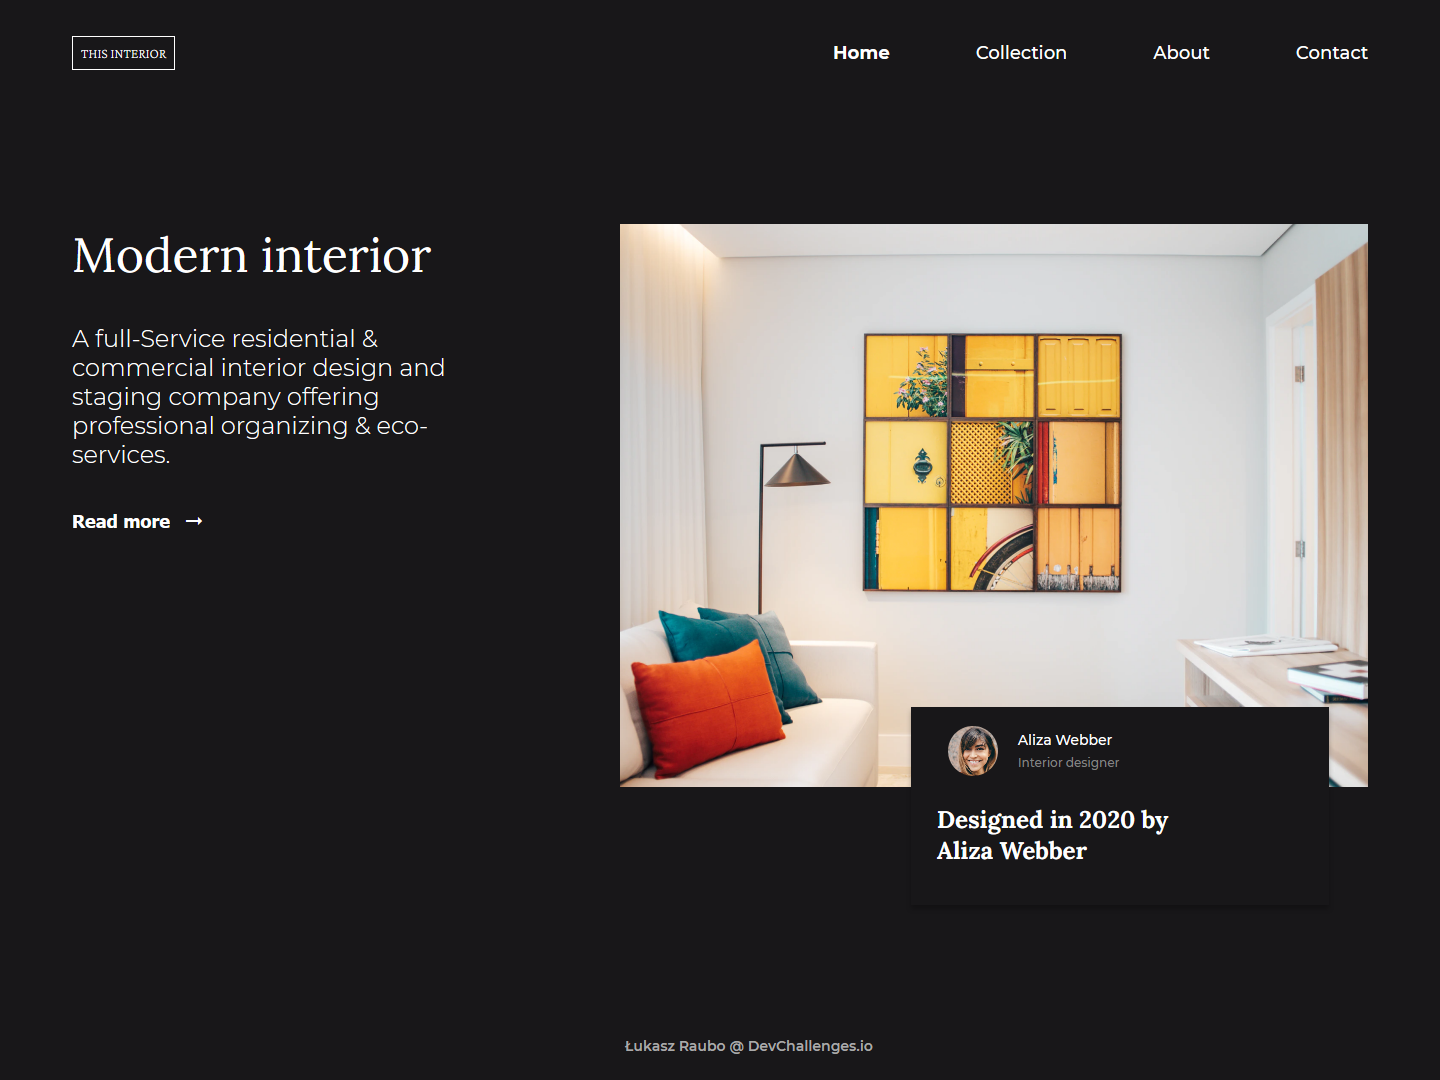 THIS INTERIOR
Home
Collection
About
Contact
Modern interior
A full-Service residential &
commercial interior design and
staging company offering
professional organizing & eco-
services.
Read more
Aliza Webber
Interior designer
Designed in 2020 by
Aliza Webber
Łukasz Raubo @ DevChallenges.io